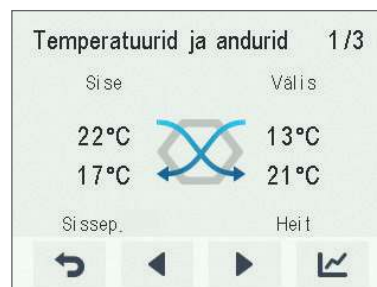 Temperatuurid ja andurid 1/3
Sise Välis
22°C 13°C
17°C 21°C
Sissep. Heit